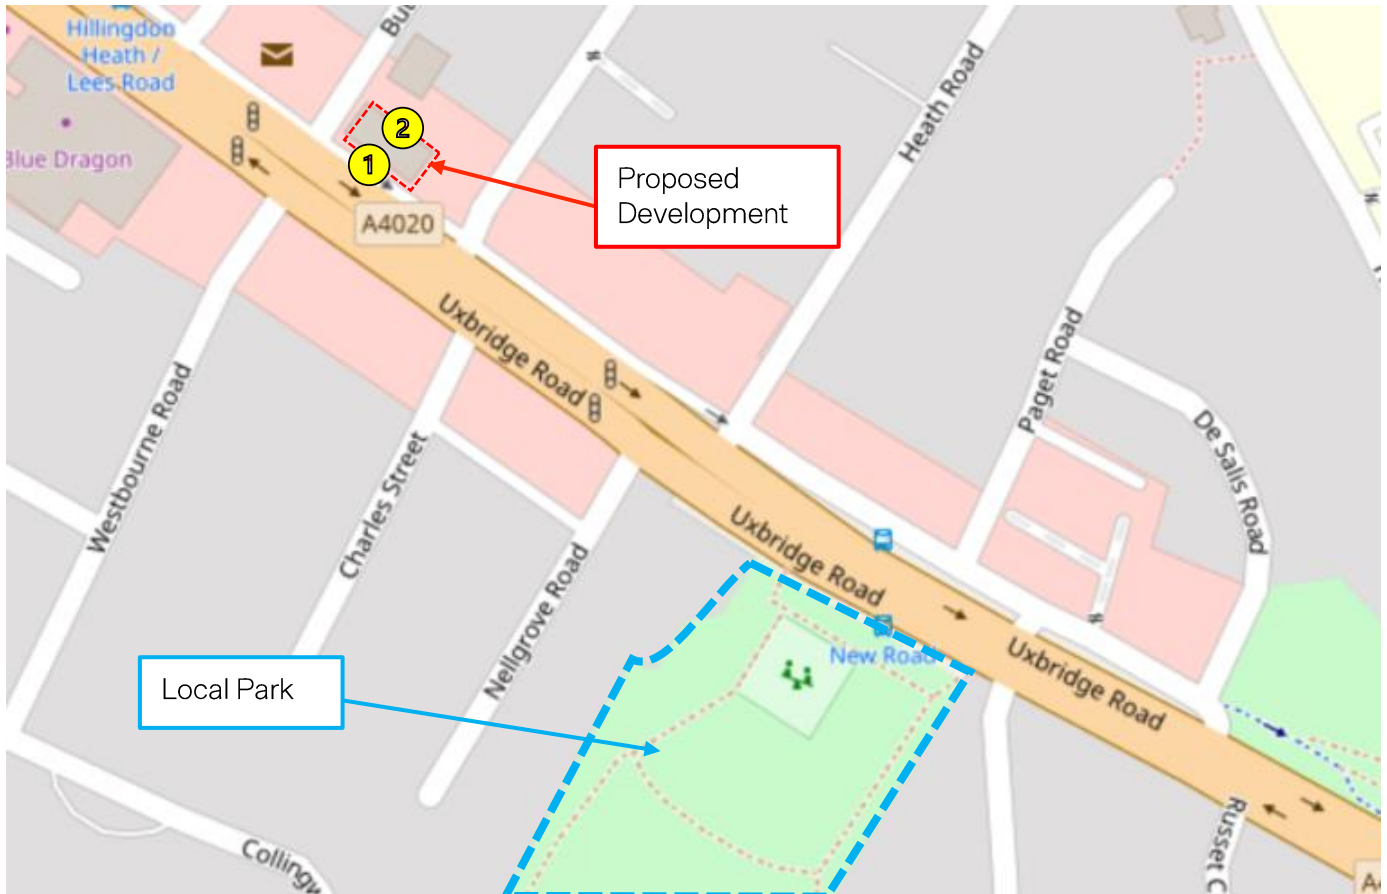 Hillingdon
Heath /
Lees Road
Blue Dragon
2
1
A4020
Proposed
Development
Heath Road
Uxbridge Road
Westbourne Road
Charles Street
Nellgrove Road
Paget Road
De Salis Road
Uxbridge Road
New Road
Uxbridge Road
Local Park